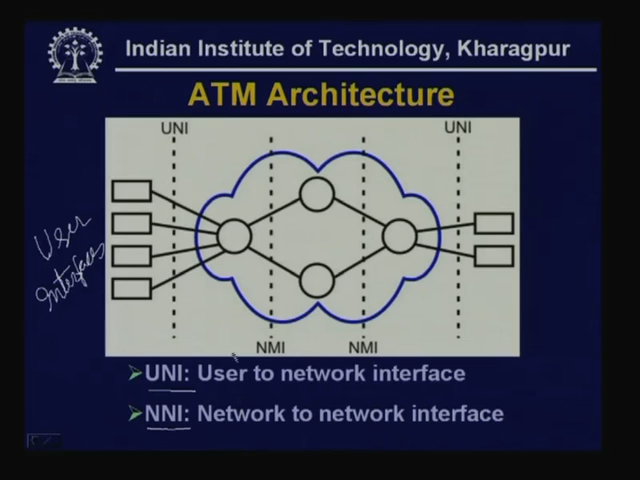 Indian Institute of Technology, Kharagpur
ATM Architecture
UNI UNI
User
Interfaces
NMI NMI
UNI: User to network interface
NNI: Network to network interface